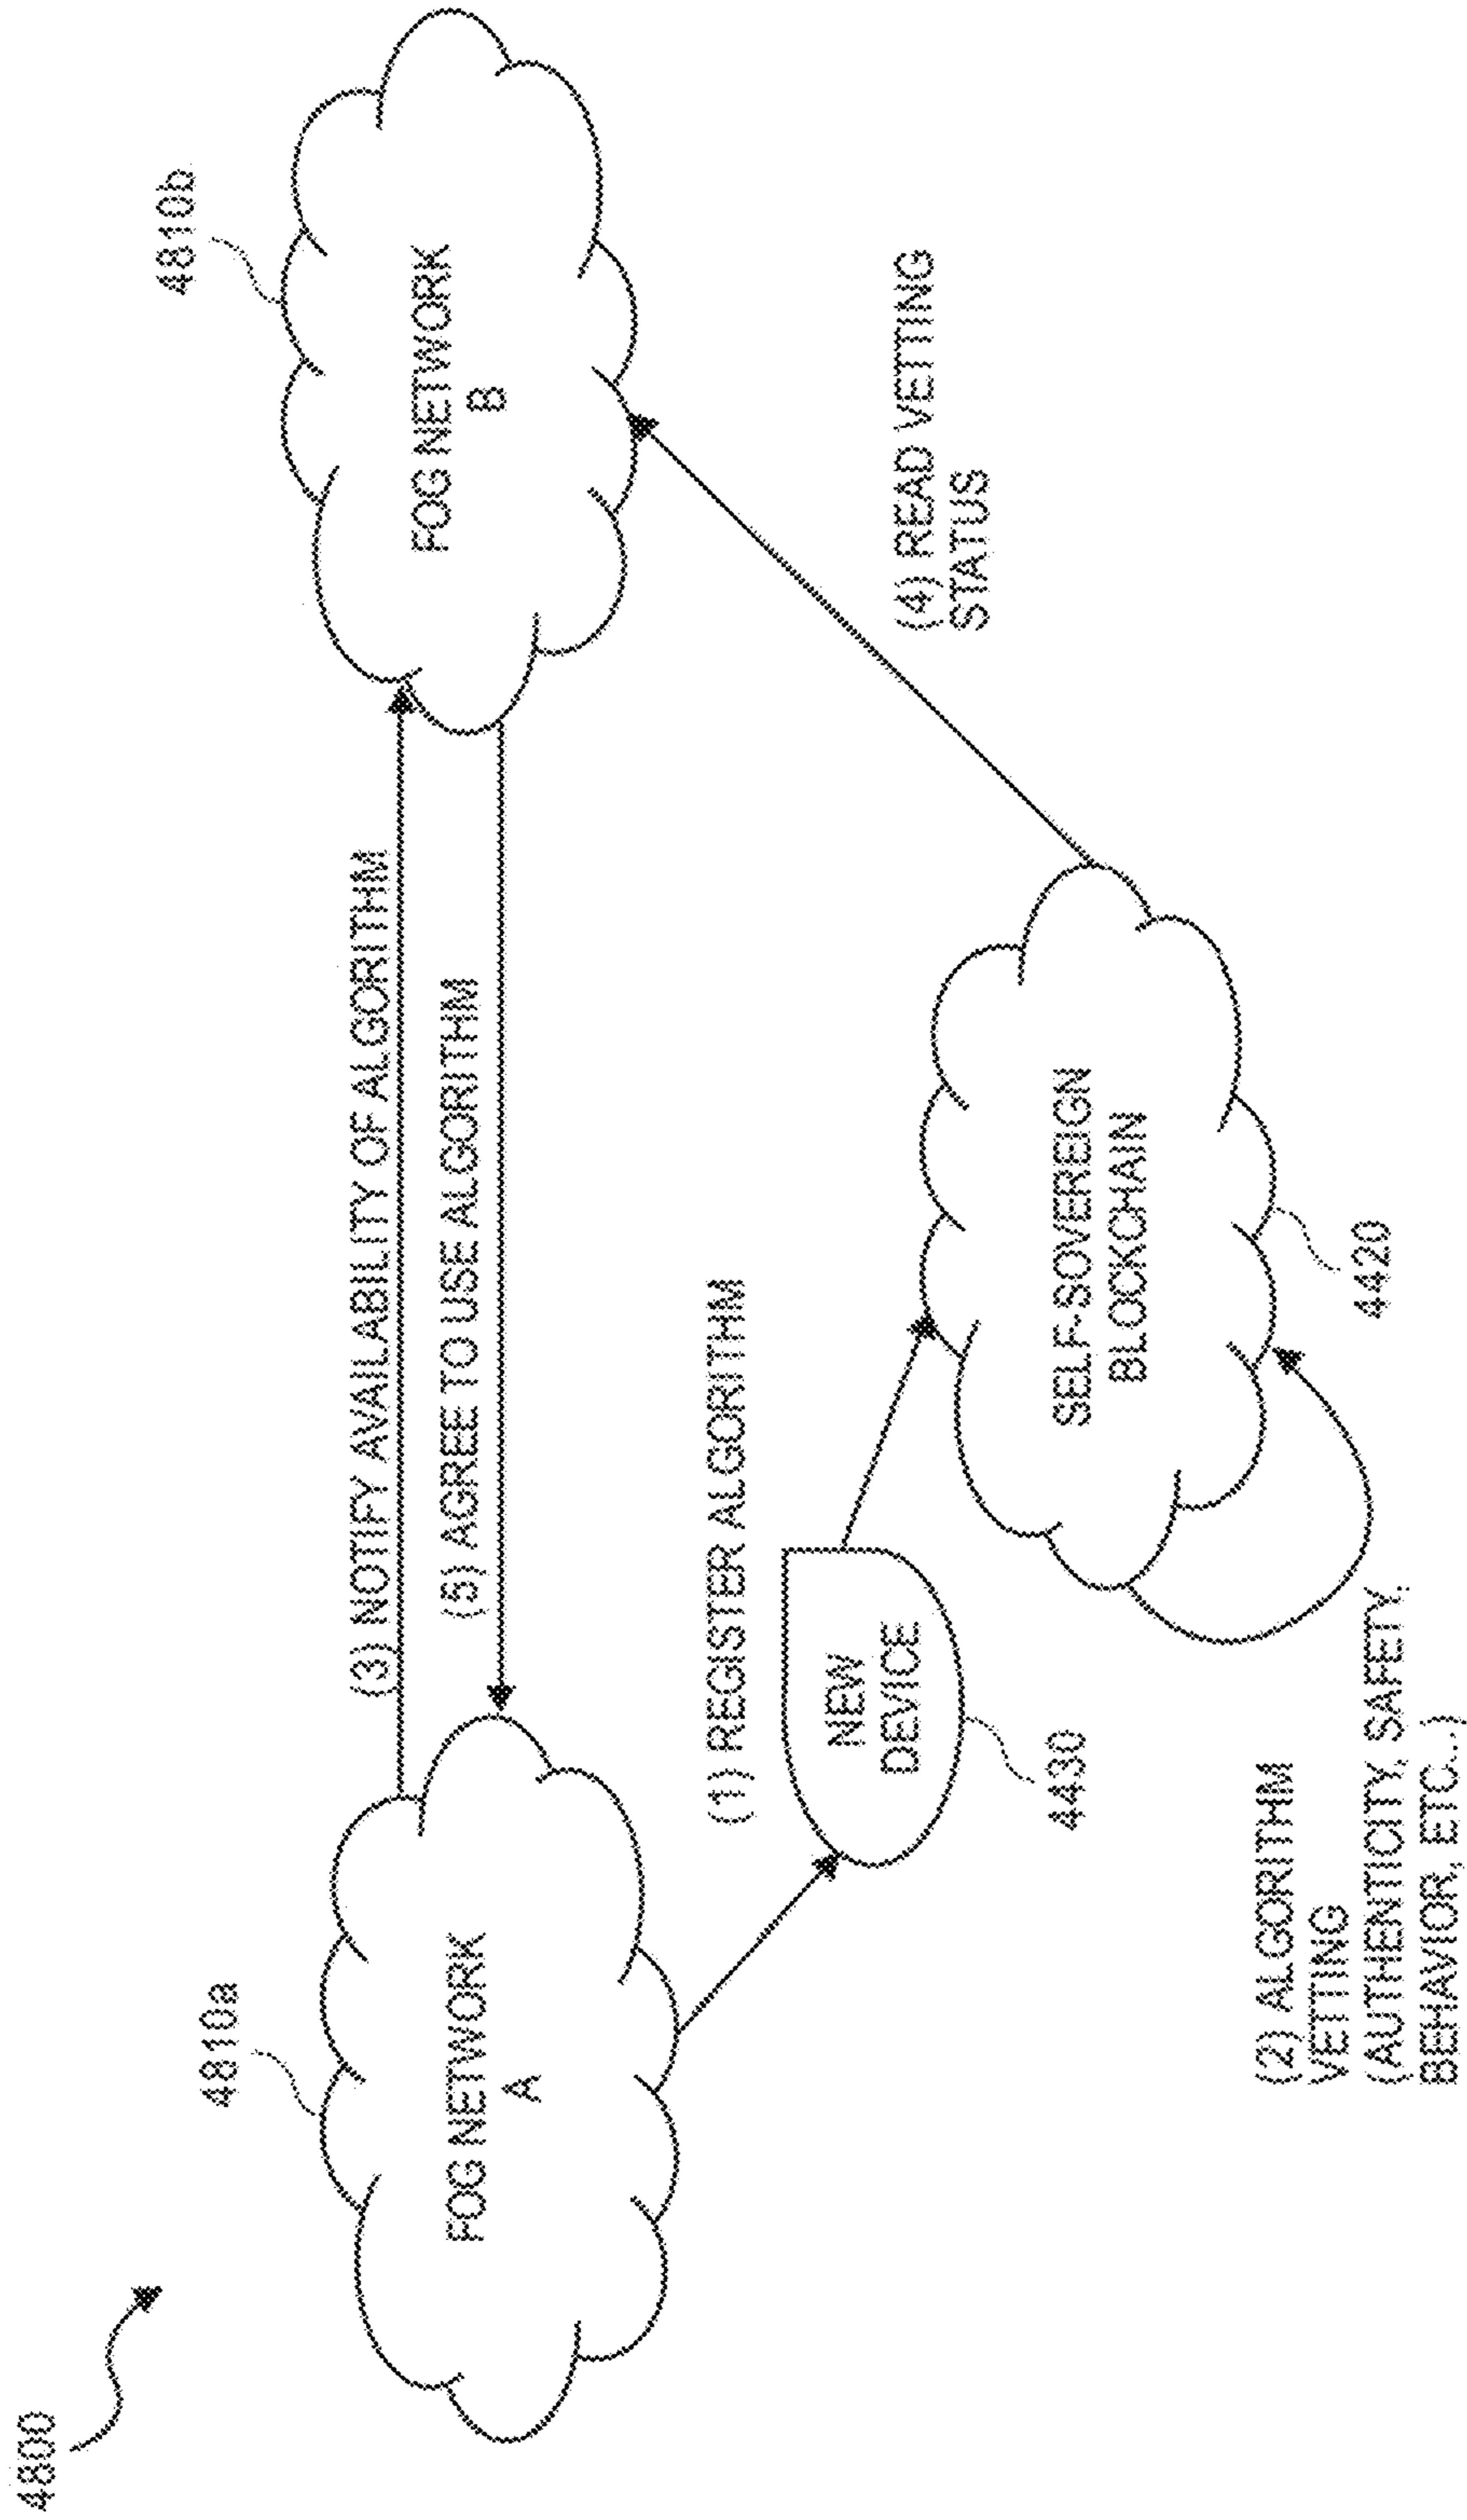 4800
4810a
FOG NETWORK
A
(3) NOTIFY AVAILABILITY OF ALGORITHM
(5) AGREE TO USE ALGORITHM
4810b
FOG NETWORK
B
(1) REGISTER ALGORITHM
NEW
DEVICE
4430
(4) READ VETTING
STATUS
SELF-SOVEREIGN
BLOCKCHAIN
4420
(2) ALGORITHM
VETTING
(AUTHENTICITY, SAFETY,
BEHAVIOR, ETC..)